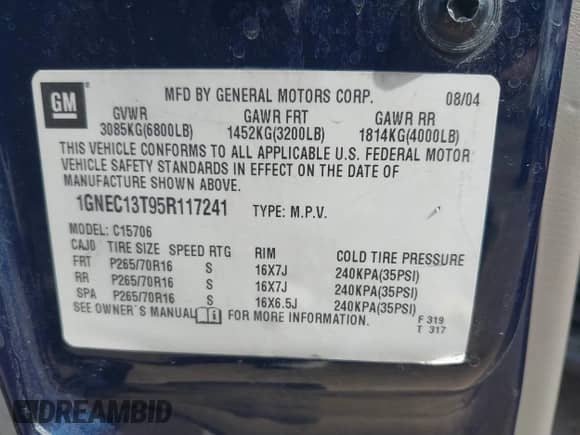 GM
MFD BY GENERAL MOTORS CORP. 08/04
GVWR GAWR FRT GAWR RR
3085KG(6800LB) 1452KG(3200LB) 1814KG(4000LB)
THIS VEHICLE CONFORMS TO ALL APPLICABLE U.S. FEDERAL MOTOR
VEHICLE SAFETY STANDARDS IN EFFECT ON THE DATE OF
MANUFACTURE SHOWN ABOVE.
1GNEC13T95R117241 TYPE: M.P.V.
MODEL: C15706
CAJ0 TIRE SIZE SPEED RTG RIM COLD TIRE PRESSURE
FRT P265/70R16 S 16X7J 240KPA(35PSI)
RR P265/70R16 S 16X7J 240KPA(35PSI)
SPA P265/70R16 S 16X6.5J 240KPA(35PSI)
SEE OWNER'S MANUAL FOR MORE INFORMATION. F 319
T 317
DREAMBID